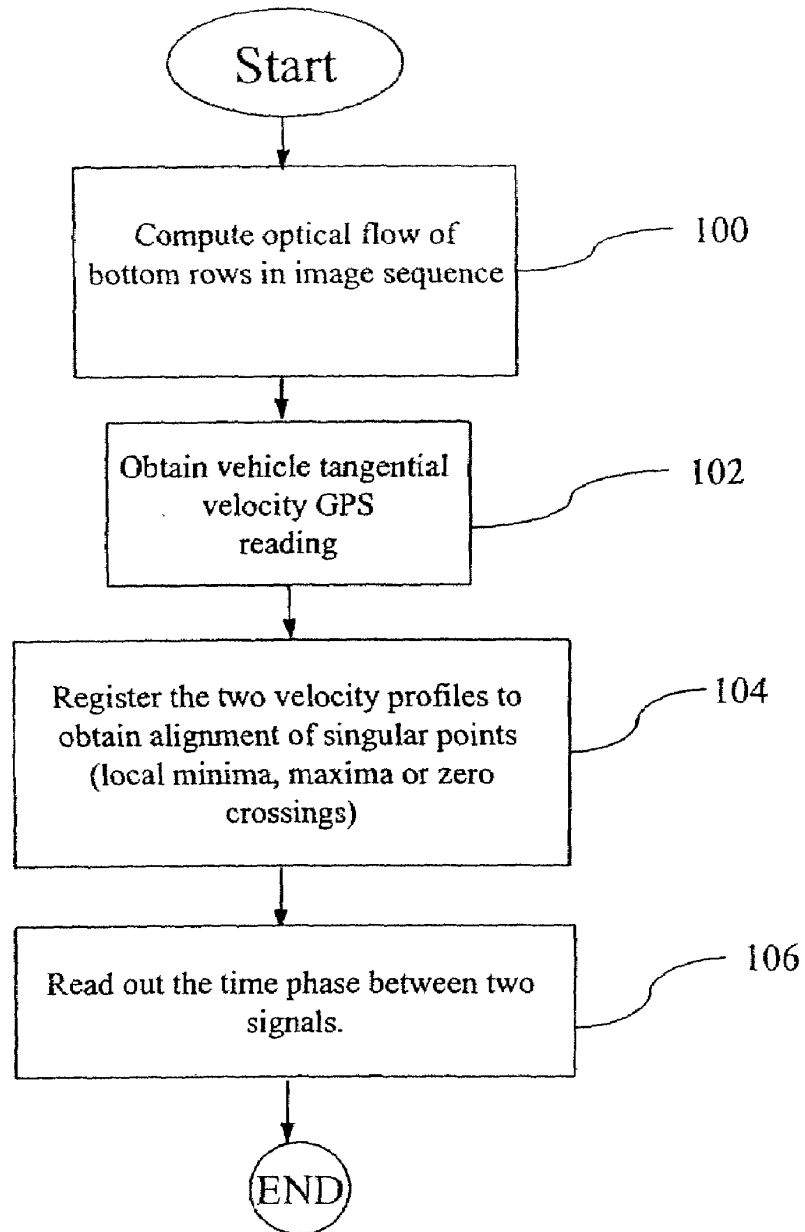 Start
Compute optical flow of
bottom rows in image sequence
100
Obtain vehicle tangential
velocity GPS
reading
102
Register the two velocity profiles to
obtain alignment of singular points
(local minima, maxima or zero
crossings)
104
Read out the time phase between two
signals.
106
END